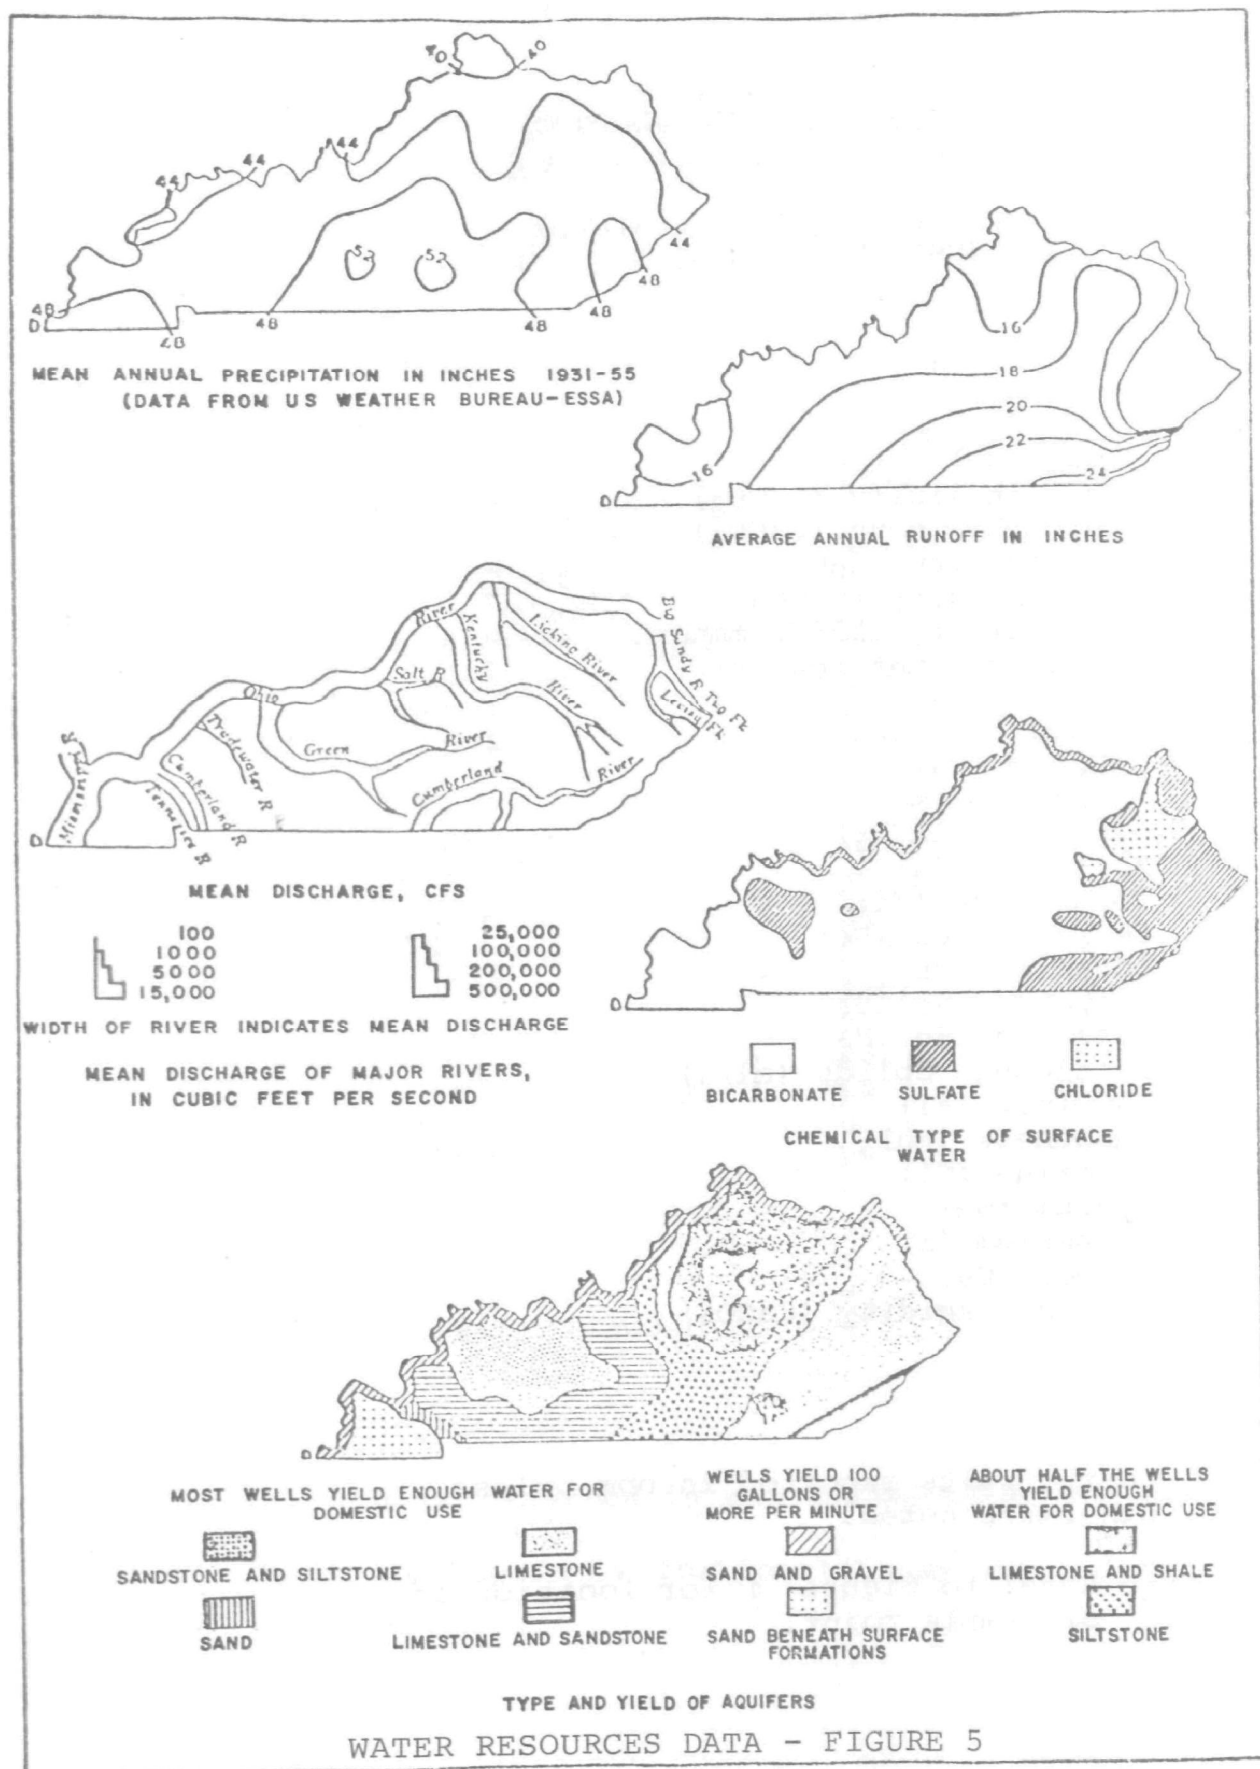 40 40
44 44 44
52 52
44
48 48 48 48 48 48
MEAN ANNUAL PRECIPITATION IN INCHES 1931-55
(DATA FROM US WEATHER BUREAU-ESSA)
16
18
20
22
16 24
AVERAGE ANNUAL RUNOFF IN INCHES
Ohio River
Kentucky River
Licking River
Big Sandy R Tug Fk
Levisa Fk
Salt R
Green River
Tradewater R
Cumberland River
Cumberland R
Tennessee R
MEAN DISCHARGE, CFS
100 25,000
1000 100,000
5000 200,000
15,000 500,000
WIDTH OF RIVER INDICATES MEAN DISCHARGE
MEAN DISCHARGE OF MAJOR RIVERS,
IN CUBIC FEET PER SECOND
BICARBONATE SULFATE CHLORIDE
CHEMICAL TYPE OF SURFACE
WATER
MOST WELLS YIELD ENOUGH WATER FOR
DOMESTIC USE
SANDSTONE AND SILTSTONE LIMESTONE
SAND LIMESTONE AND SANDSTONE
WELLS YIELD 100
GALLONS OR
MORE PER MINUTE
SAND AND GRAVEL
SAND BENEATH SURFACE
FORMATIONS
ABOUT HALF THE WELLS
YIELD ENOUGH
WATER FOR DOMESTIC USE
LIMESTONE AND SHALE
SILTSTONE
TYPE AND YIELD OF AQUIFERS
WATER RESOURCES DATA - FIGURE 5